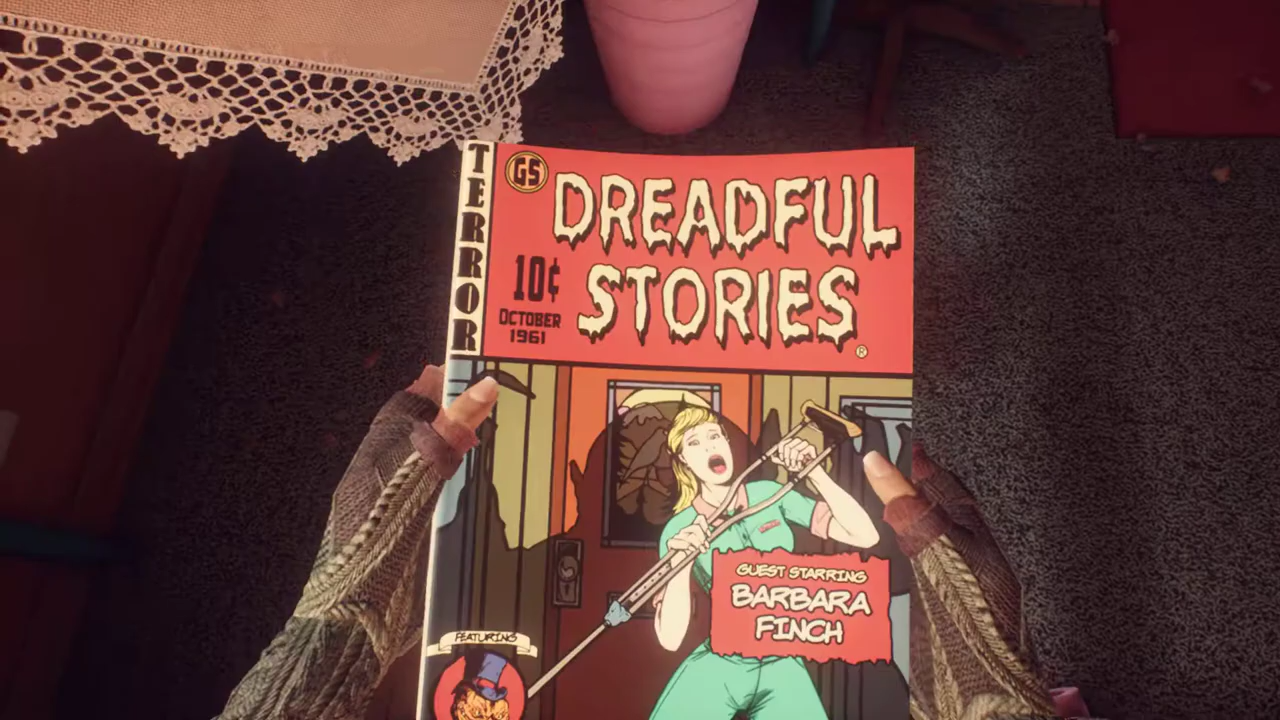 TERROR
GS
DREADFUL
STORIES
®
10¢
OCTOBER
1961
GUEST STARRING
BARBARA
FINCH
FEATURING